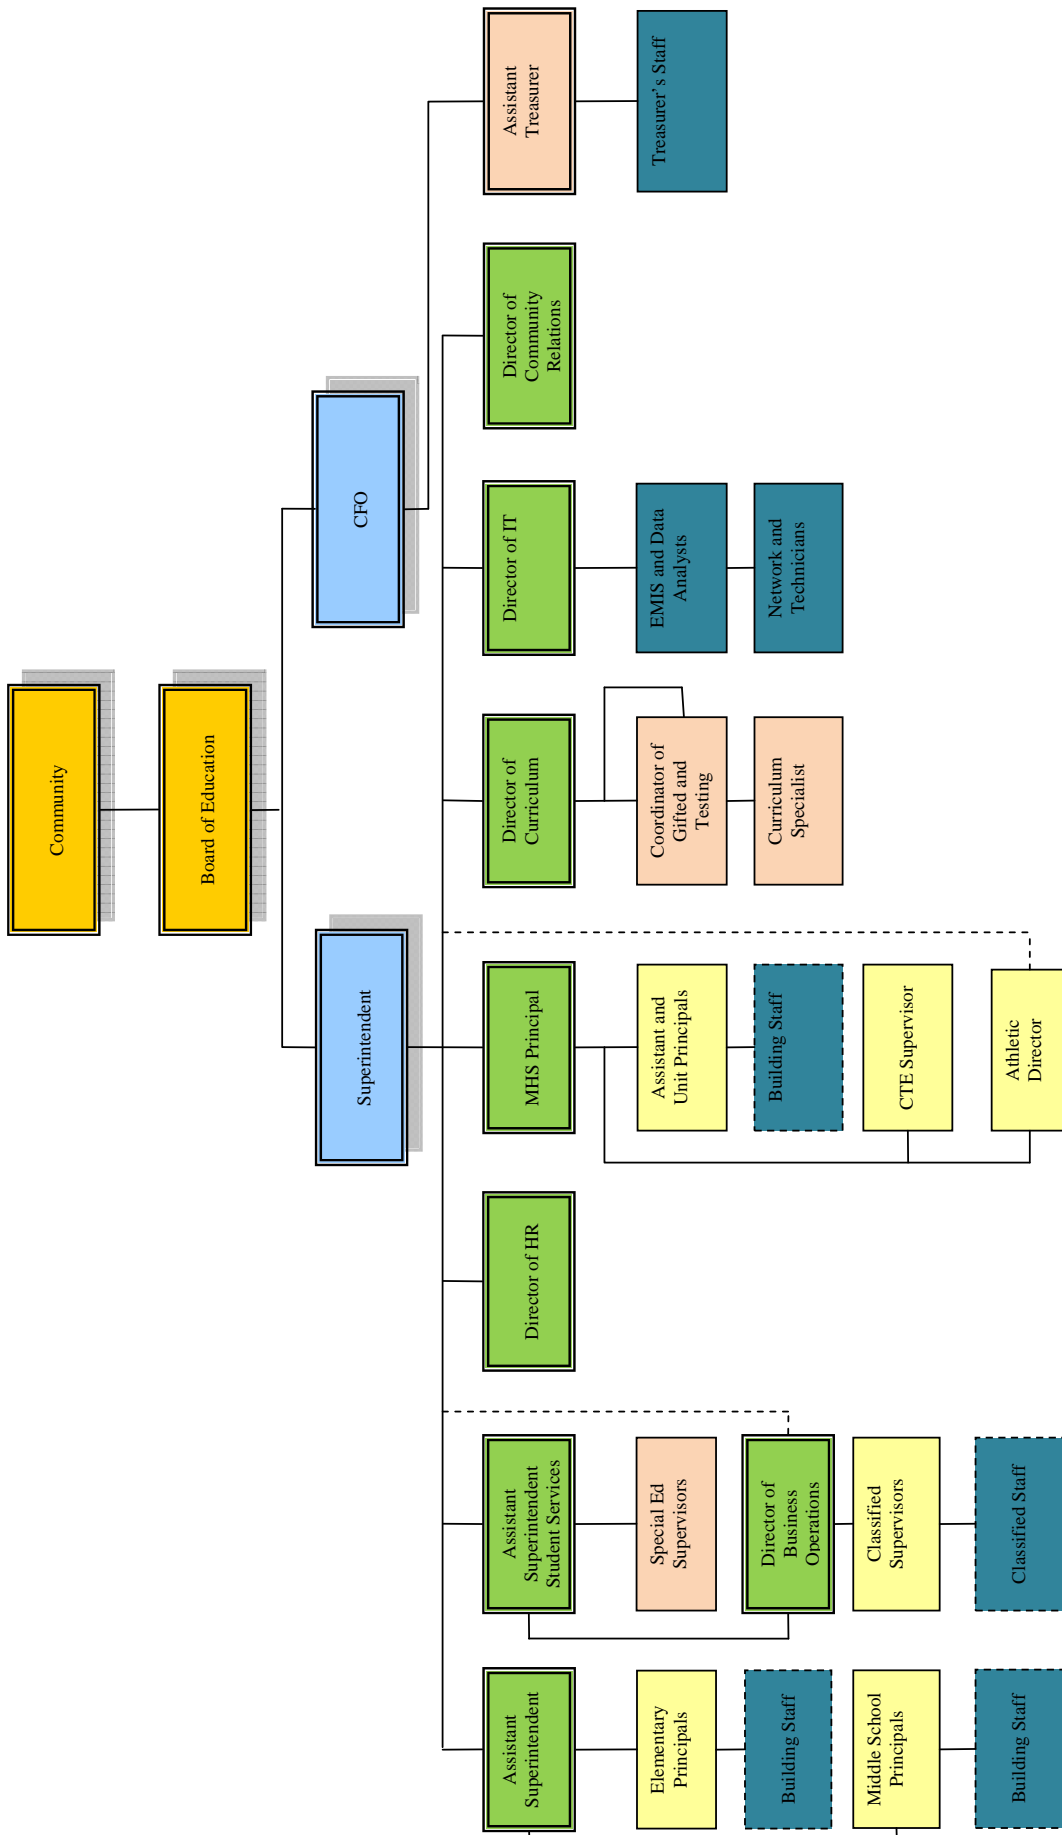 Community
Board of Education
Superintendent
CFO
Assistant
Superintendent
Elementary
Principals
Building Staff
Middle School
Principals
Building Staff
Assistant
Superintendent
Student Services
Special Ed
Supervisors
Director of
Business
Operations
Classified
Supervisors
Classified Staff
Director of HR
MHS Principal
Assistant and
Unit Principals
Building Staff
CTE Supervisor
Athletic
Director
Director of
Curriculum
Coordinator of
Gifted and
Testing
Curriculum
Specialist
Director of IT
EMIS and Data
Analysts
Network and
Technicians
Director of
Community
Relations
Assistant
Treasurer
Treasurer's Staff